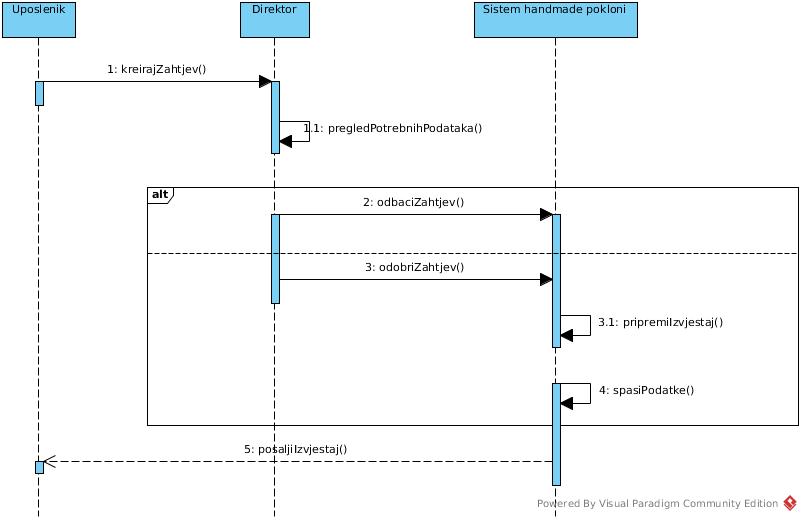 Uposlenik
Direktor
Sistem handmade pokloni
1: kreirajZahtjev()
1.1: pregledPotrebnihPodataka()
alt
2: odbaciZahtjev()
3: odobriZahtjev()
3.1: pripremiIzvjestaj()
4: spasiPodatke()
5: posaljiIzvjestaj()
Powered By Visual Paradigm Community Edition